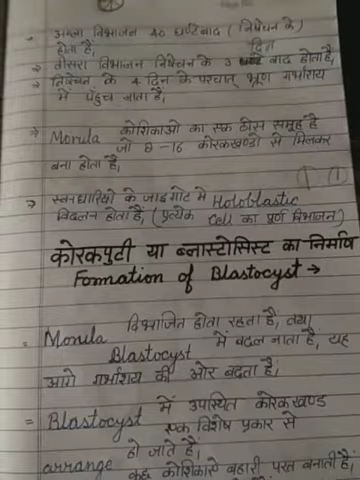 अगला विभाजन 40 घण्टे बाद (निषेचन के)
होता है,
→ तीसरा विभाजन निषेचन के 3 दिन बाद होता है,
→ निषेचन के 4 दिन के पश्चात् भ्रूण गर्भाशय
में पहुँच जाता है,
→ Morula कोशिकाओं का एक ठोस समूह है
जो 8-16 कोरकखण्डो से मिलकर
बना होता है,
→ स्तनधारियो के जाइगोट मे Holoblastic
विदलन होता है, (प्रत्येक cell का पूर्ण विभाजन)
कोरकपुटी या ब्लास्टोसिस्ट का निर्माण
Formation of Blastocyst →
= Morula विभाजित होता रहता है, तथा
Blastocyst में बदल जाता है, यह
आगे गर्भाशय की ओर बढता है,
= Blastocyst में उपस्थित कोरकखण्ड
एक विशेष प्रकार से
arrange हो जाते है,
कुछ कोशिकाऐ बहारी परत बनाती है,